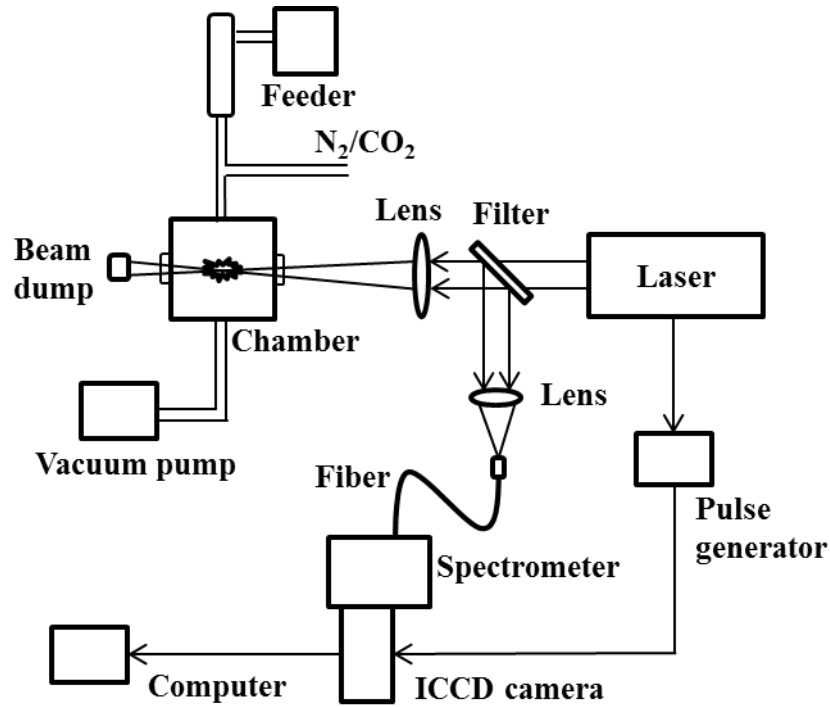 Feeder
N₂/CO₂
Lens
Filter
Beam
dump
Laser
Chamber
Lens
Vacuum pump
Fiber
Pulse
generator
Spectrometer
Computer
ICCD camera